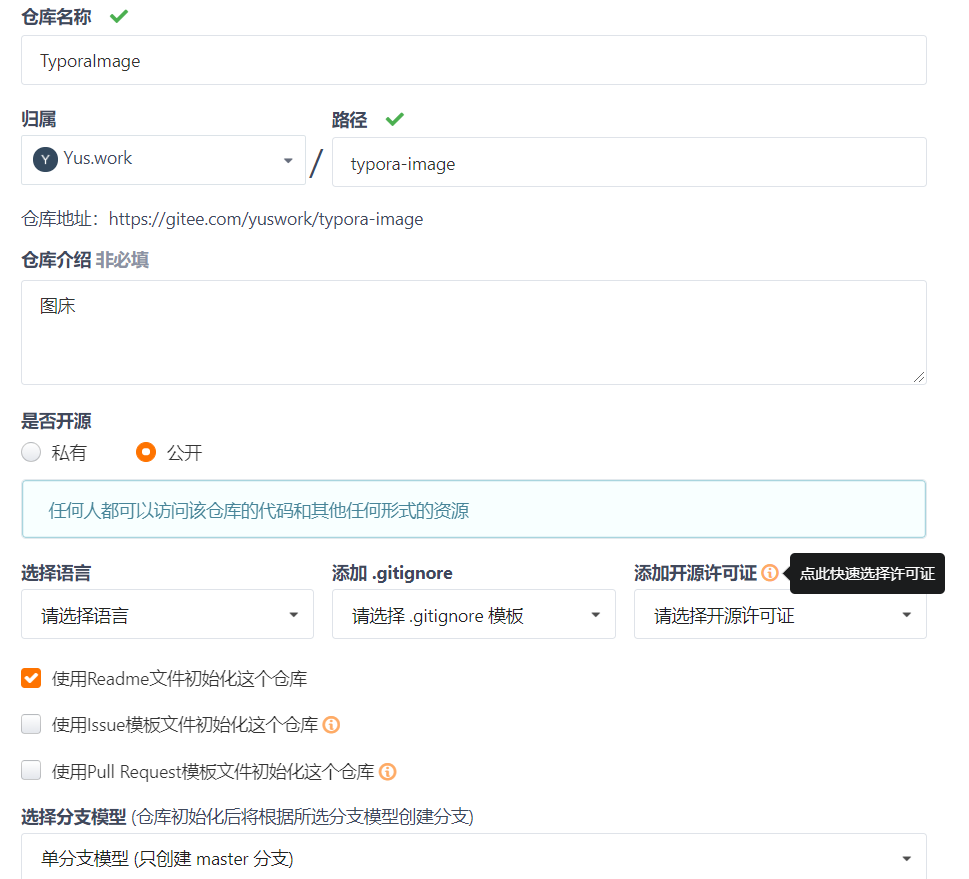 仓库名称
TyporaImage
归属 路径
Y Yus.work / typora-image
仓库地址：https://gitee.com/yuswork/typora-image
仓库介绍 非必填
图床
是否开源
私有 公开
任何人都可以访问该仓库的代码和其他任何形式的资源
选择语言 添加 .gitignore 添加开源许可证 点此快速选择许可证
请选择语言 请选择 .gitignore 模板 请选择开源许可证
使用Readme文件初始化这个仓库
使用Issue模板文件初始化这个仓库
使用Pull Request模板文件初始化这个仓库
选择分支模型 (仓库初始化后将根据所选分支模型创建分支)
单分支模型 (只创建 master 分支)